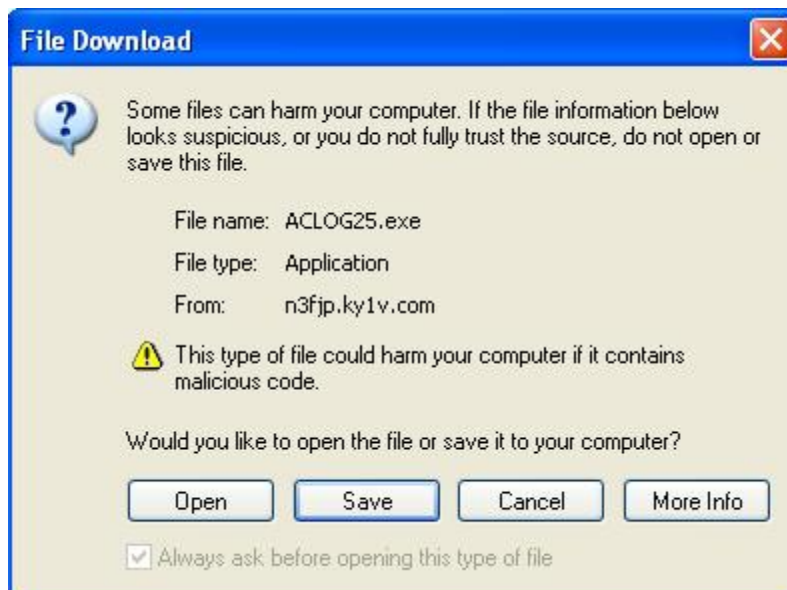 File Download
Some files can harm your computer. If the file information below
looks suspicious, or you do not fully trust the source, do not open or
save this file.
File name: ACLOG25.exe
File type: Application
From: n3fjp.ky1v.com
This type of file could harm your computer if it contains
malicious code.
Would you like to open the file or save it to your computer?
Open Save Cancel More Info
Always ask before opening this type of file